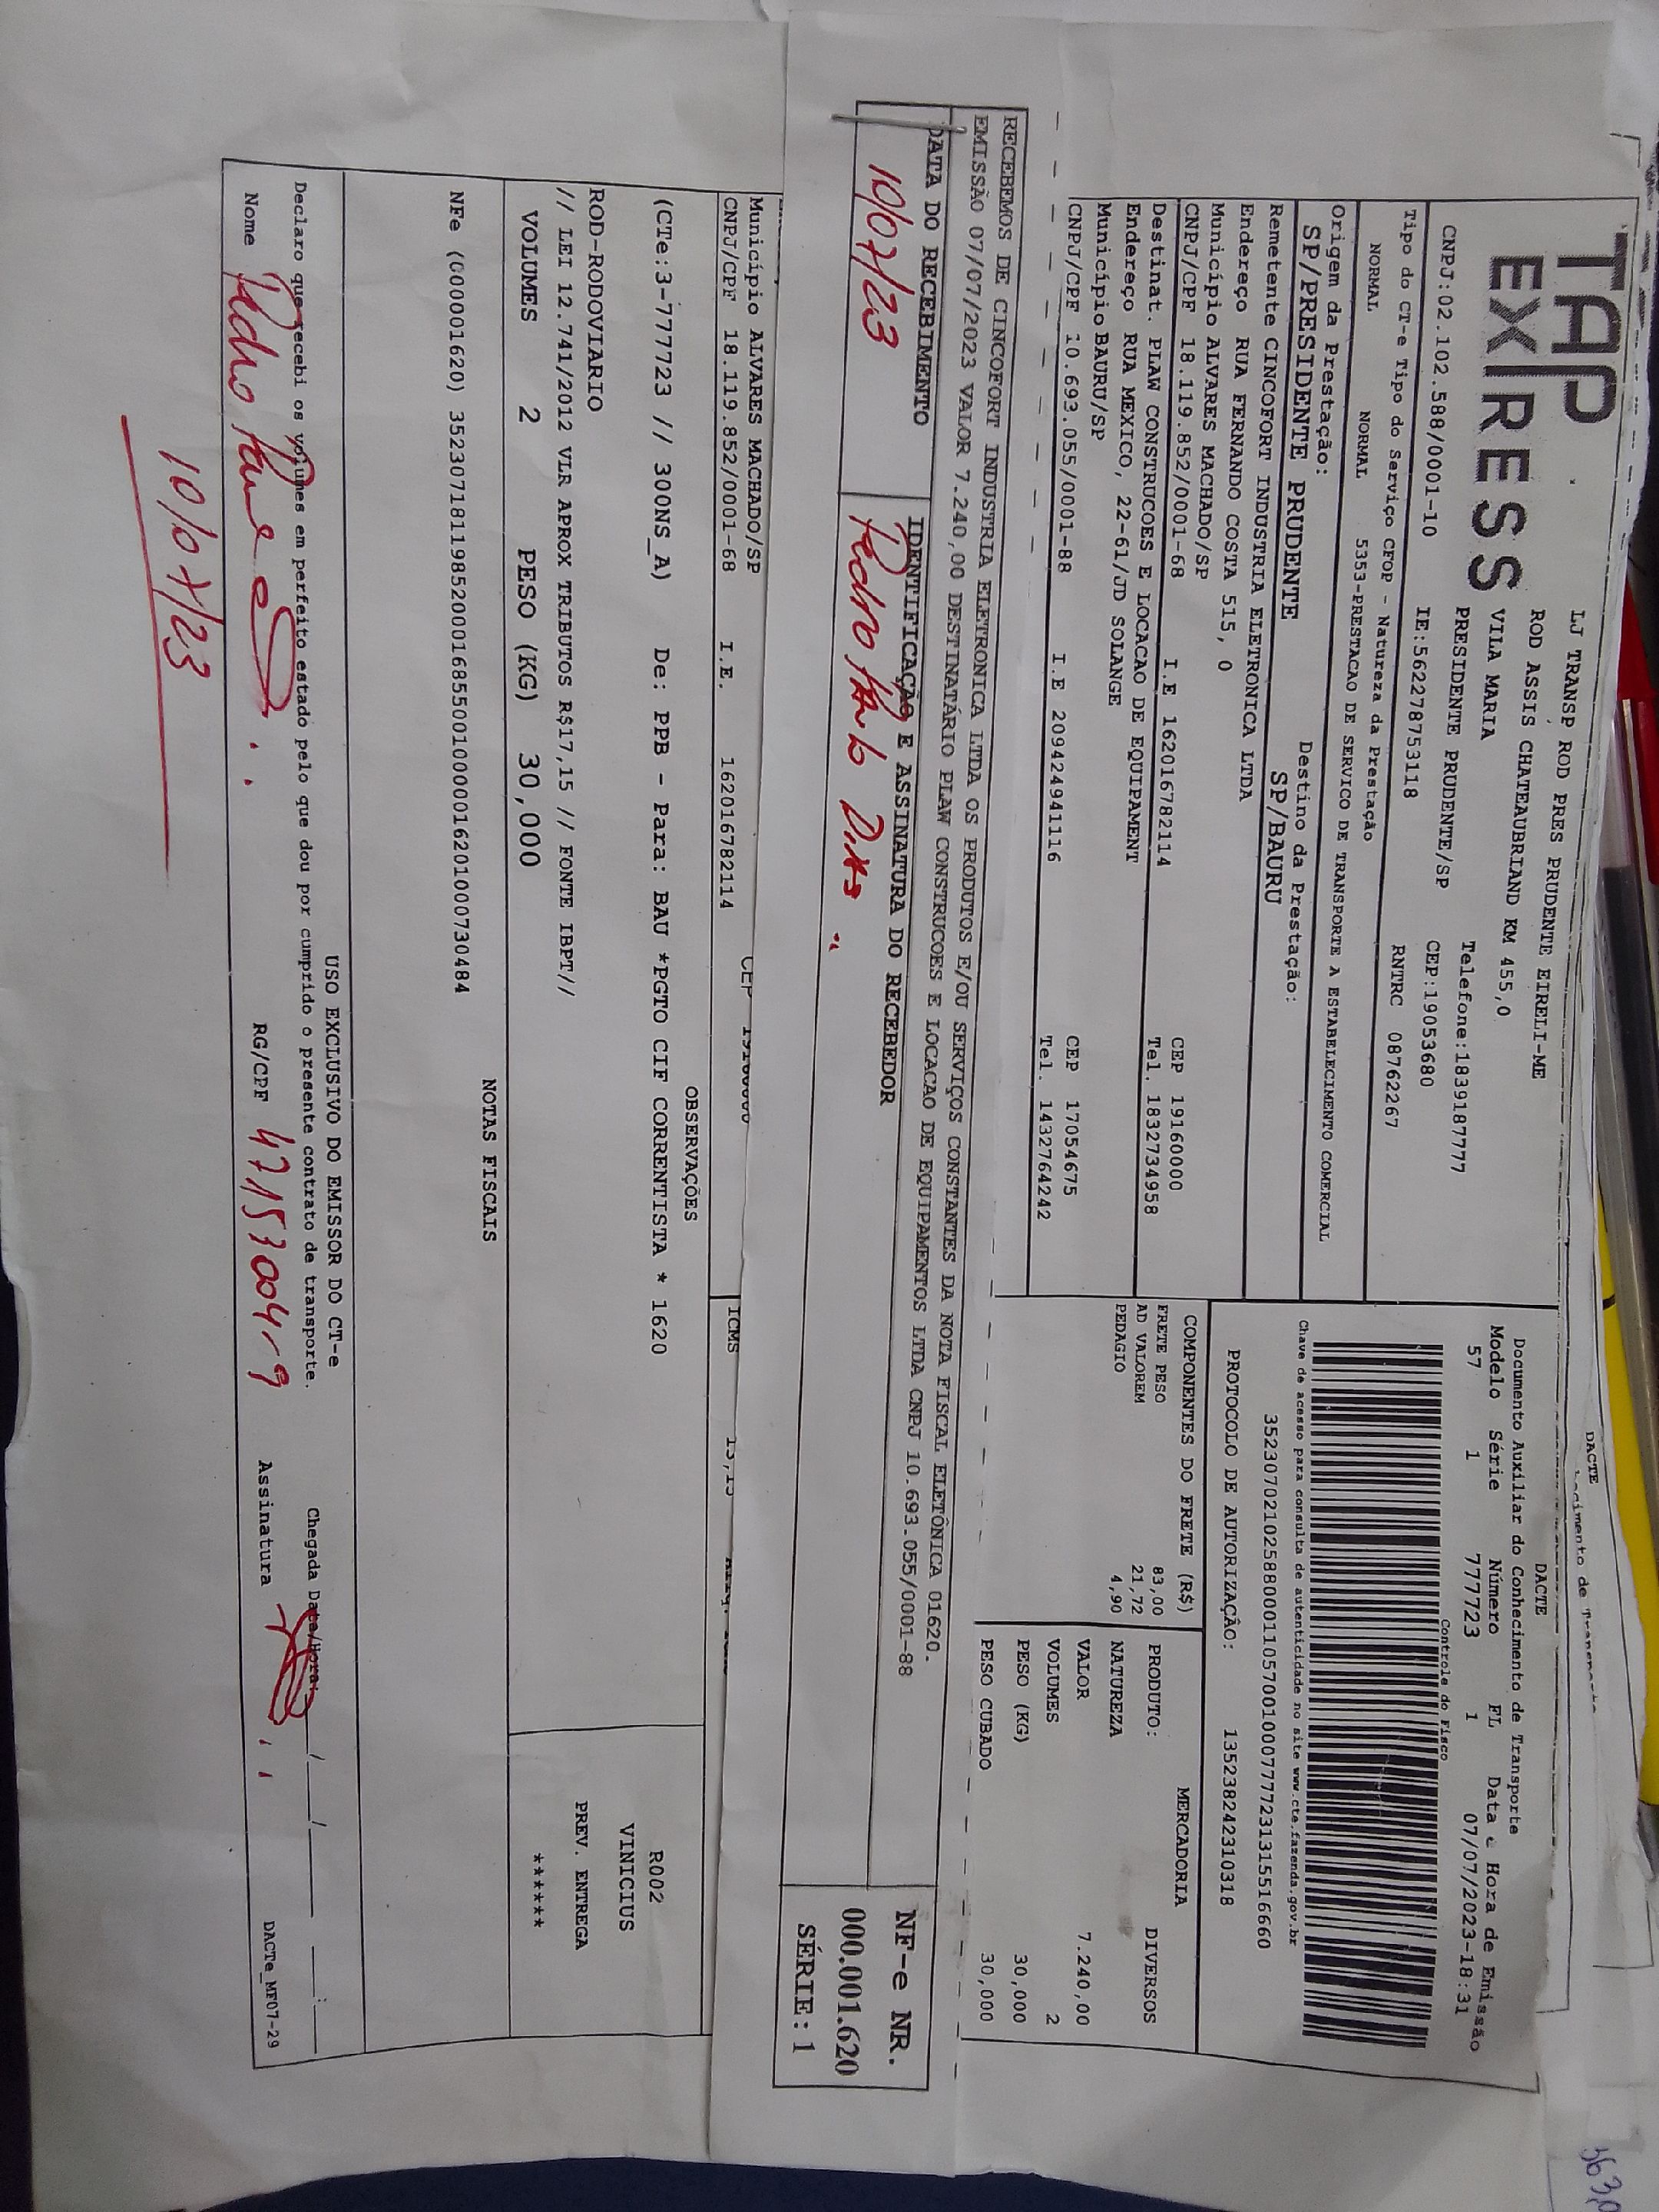 TAP
EXPRESS
LJ TRANSP ROD PRES PRUDENTE EIRELI-ME
ROD ASSIS CHATEAUBRIAND KM 455,0
VILA MARIA
PRESIDENTE PRUDENTE/SP
Telefone:1839187777
CNPJ:02.102.588/0001-10 IE:562278753118 CEP:19053680
RNTRC 08762267
Tipo do CT-e Tipo do Serviço CFOP - Natureza da Prestação
NORMAL NORMAL 5353-PRESTACAO DE SERVICO DE TRANSPORTE A ESTABELECIMENTO COMERCIAL
Origem da Prestação: Destino da Prestação:
SP/PRESIDENTE PRUDENTE SP/BAURU
Remetente CINCOFORT INDUSTRIA ELETRONICA LTDA
Endereço RUA FERNANDO COSTA 515, 0
Município ALVARES MACHADO/SP CEP 19160000
CNPJ/CPF 18.119.852/0001-68 I.E 16201678​2114 Tel. 1832734958
Destinat. PLAW CONSTRUCOES E LOCACAO DE EQUIPAMENT
Endereço RUA MEXICO, 22-61/JD SOLANGE
Município BAURU/SP CEP 17054675
CNPJ/CPF 10.693.055/0001-88 I.E 209424941116 Tel. 1432764242
DACTE
DACTE
Documento Auxiliar do Conhecimento de Transporte
Modelo Série Número FL Data e Hora de Emissão
57 1 777723 1 07/07/2023-18:31
Controle do Fisco
Chave de acesso para consulta de autenticidade no site www.cte.fazenda.gov.br
35230702102588000110570010007777231315516660
PROTOCOLO DE AUTORIZAÇÃO: 135238242310318
COMPONENTES DO FRETE (R$)
FRETE PESO 83,00
AD VALOREM 21,72
PEDAGIO 4,90
MERCADORIA
PRODUTO: DIVERSOS
NATUREZA
VALOR 7.240,00
VOLUMES 2
PESO (KG) 30,000
PESO CUBADO 30,000
RECEBEMOS DE CINCOFORT INDUSTRIA ELETRONICA LTDA OS PRODUTOS E/OU SERVIÇOS CONSTANTES DA NOTA FISCAL ELETÔNICA 01620.
EMISSÃO 07/07/2023 VALOR 7.240,00 DESTINATÁRIO PLAW CONSTRUCOES E LOCACAO DE EQUIPAMENTOS LTDA CNPJ 10.693.055/0001-88
DATA DO RECEBIMENTO IDENTIFICAÇÃO E ASSINATURA DO RECEBEDOR
10/07/23 Pedro
NF-e NR.
000.001.620
SÉRIE: 1
Município ALVARES MACHADO/SP CEP
CNPJ/CPF 18.119.852/0001-68 I.E. 162016782114 ICMS
OBSERVAÇÕES
(CTe:3-777723 // 300NS_A) De: PPB - Para: BAU *PGTO CIF CORRENTISTA * 1620
ROD-RODOVIARIO
// LEI 12.741/2012 VLR APROX TRIBUTOS R$17,15 // FONTE IBPT//
R002
VINICIUS
PREV. ENTREGA
******
VOLUMES 2 PESO (KG) 30,000
NOTAS FISCAIS
NFe (000001620) 35230718119852000168550010000016201000730484
USO EXCLUSIVO DO EMISSOR DO CT-e
Declaro que recebi os volumes em perfeito estado pelo que dou por cumprido o presente contrato de transporte. Chegada Data/Hora:
Nome Pedro RG/CPF Assinatura
DACTe_MF07-29
10/07/23